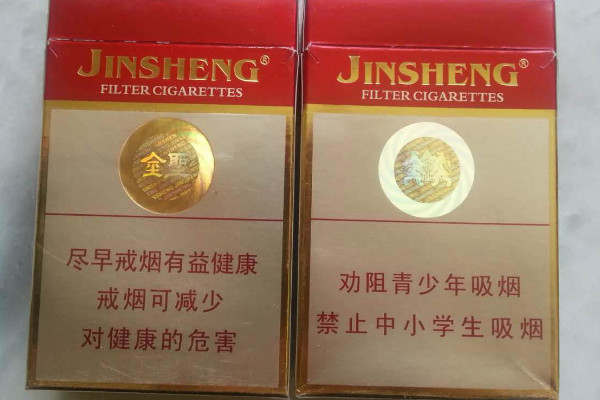 JINSHENG®
FILTER CIGARETTES
金聖
尽早戒烟有益健康
戒烟可减少
对健康的危害
JINSHENG®
FILTER CIGARETTES
劝阻青少年吸烟
禁止中小学生吸烟